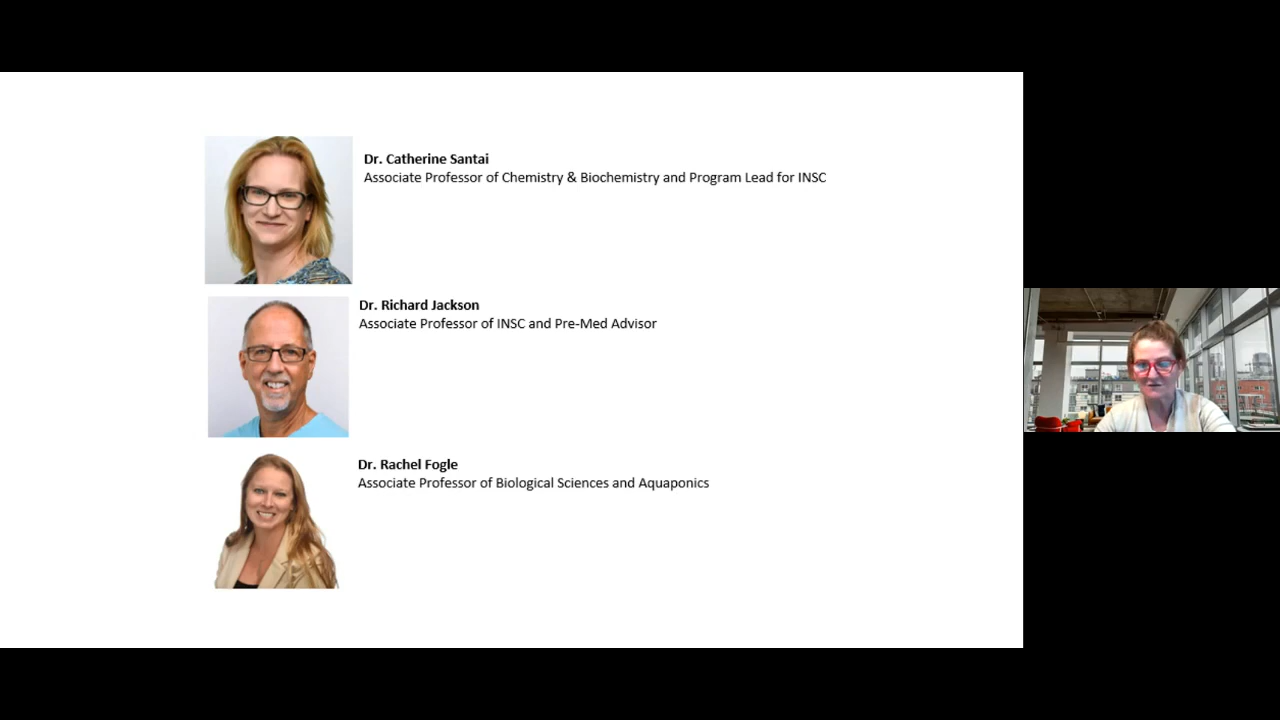 Dr. Catherine Santai
Associate Professor of Chemistry & Biochemistry and Program Lead for INSC
Dr. Richard Jackson
Associate Professor of INSC and Pre-Med Advisor
Dr. Rachel Fogle
Associate Professor of Biological Sciences and Aquaponics